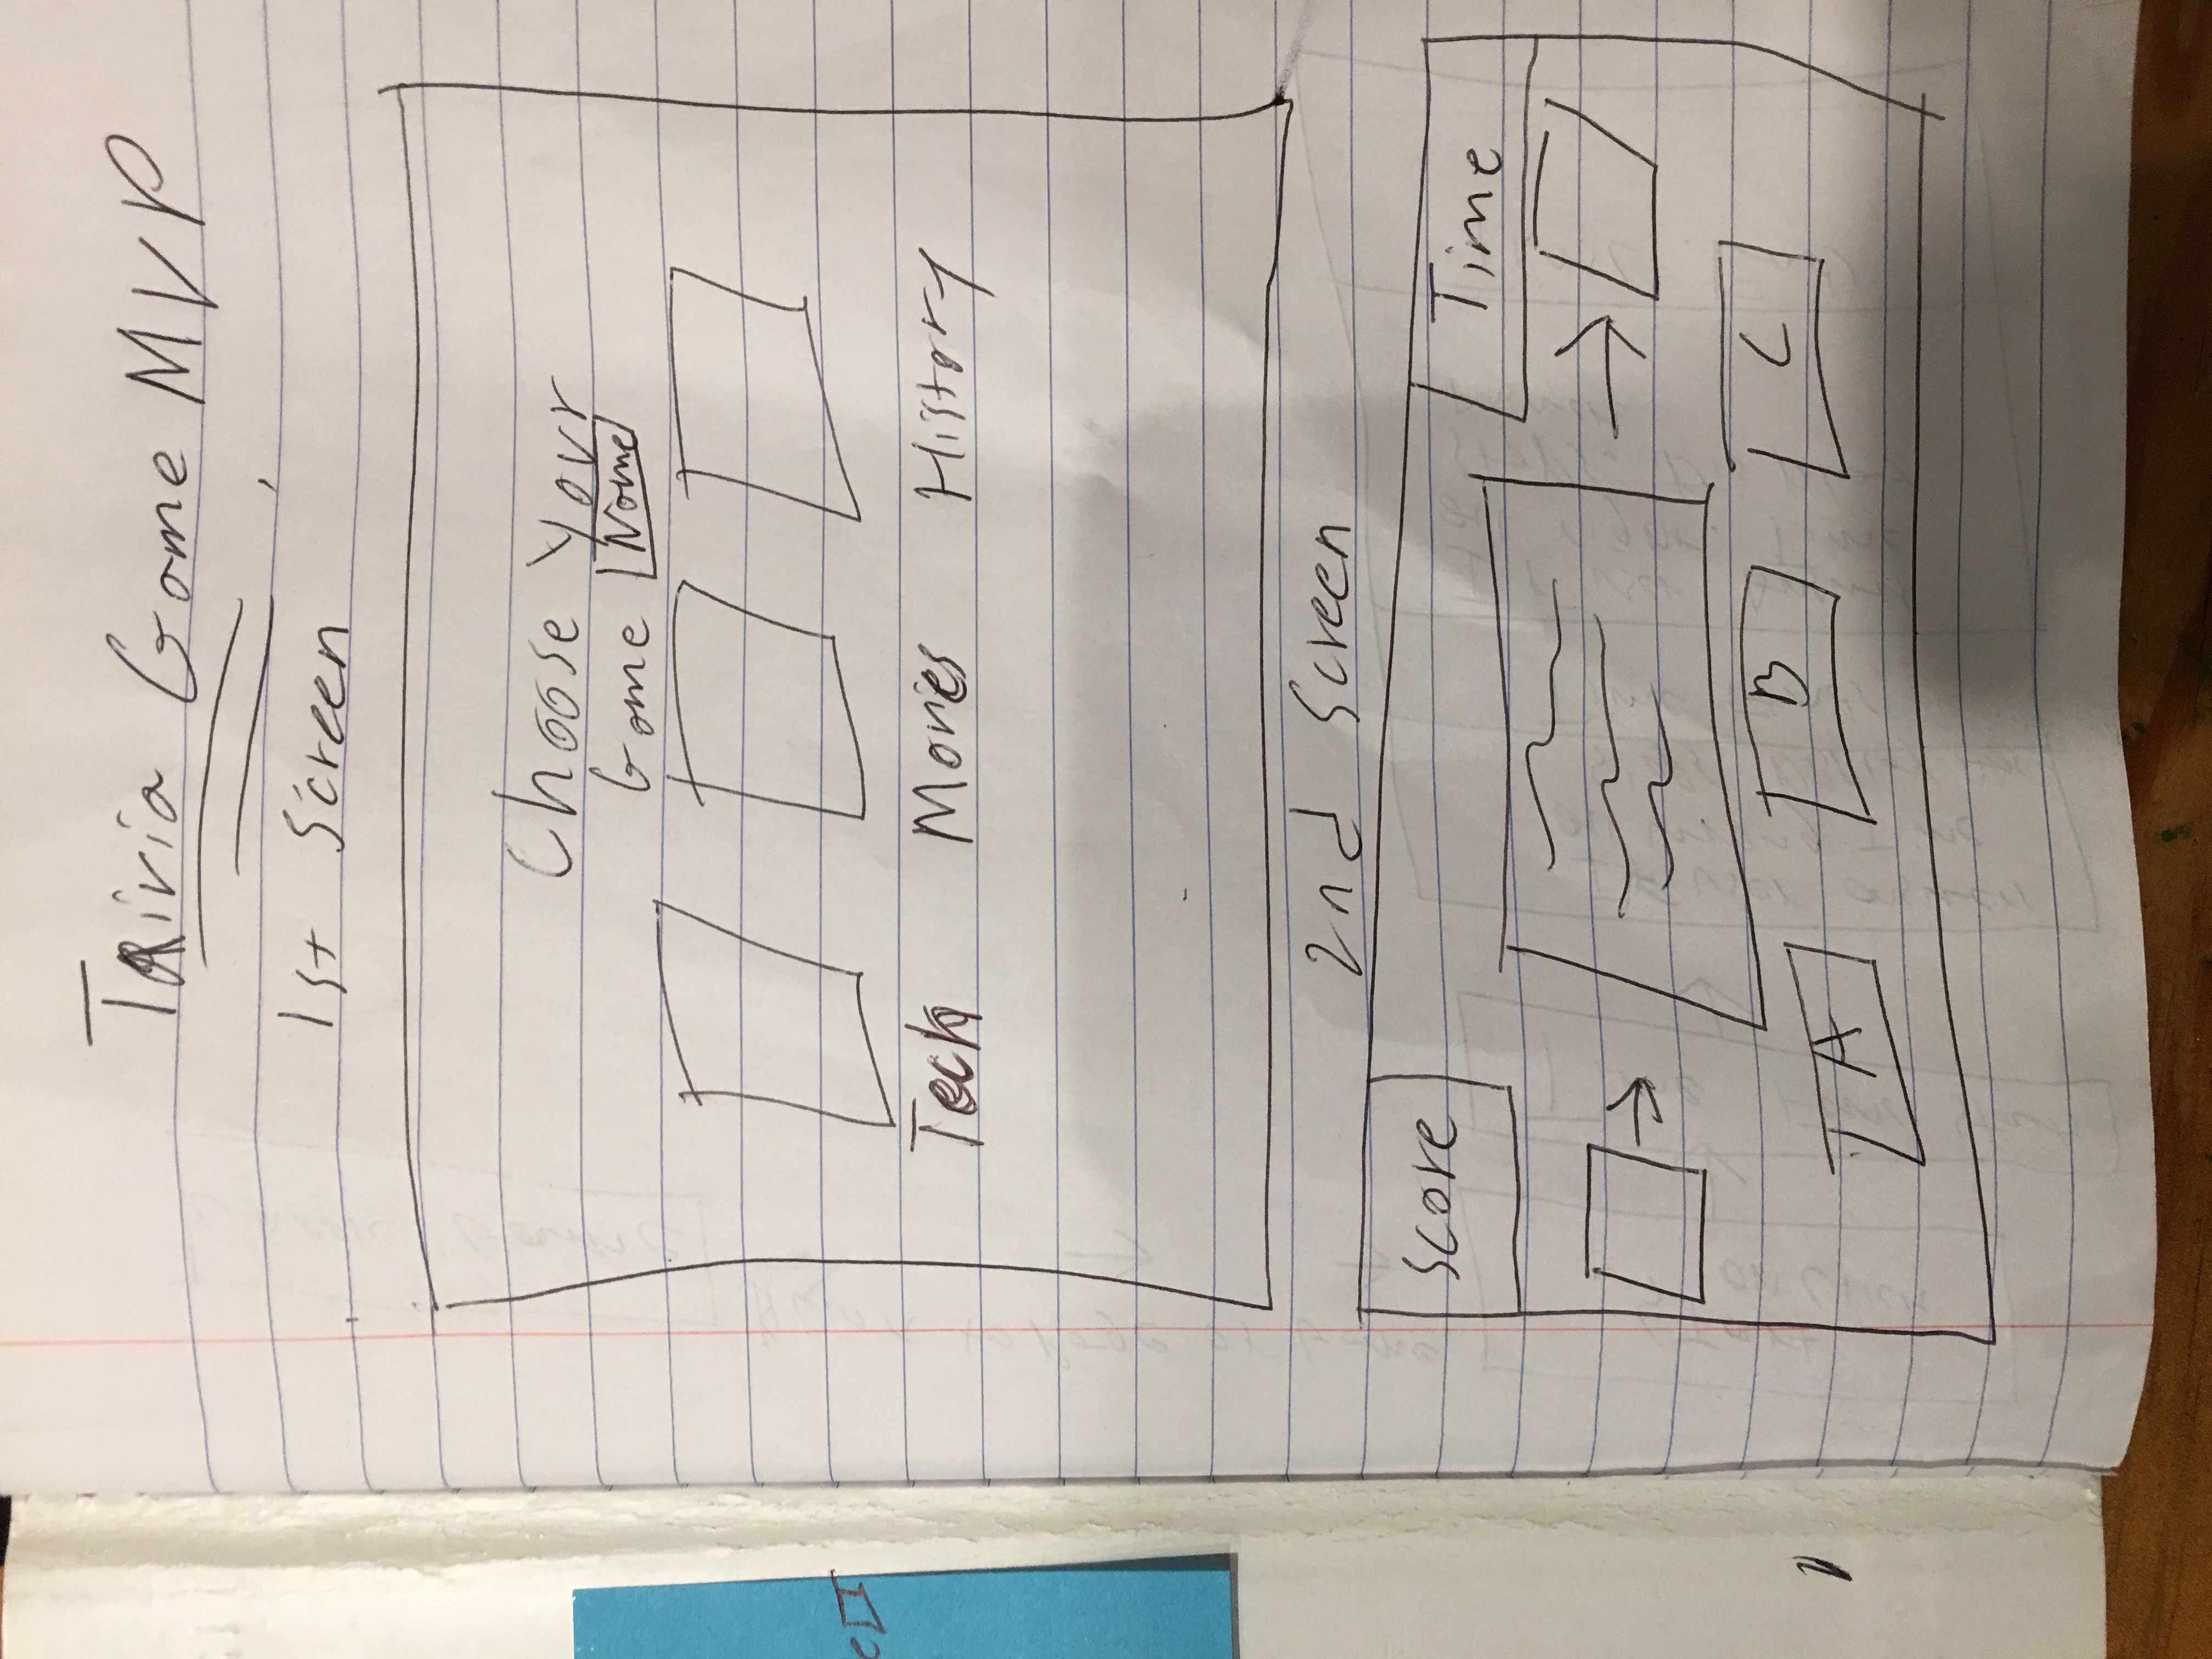 Trivia Game MVP
1st Screen
Choose Your
Game
Name
Tech Movies History
2nd Screen
Score Time
A B C